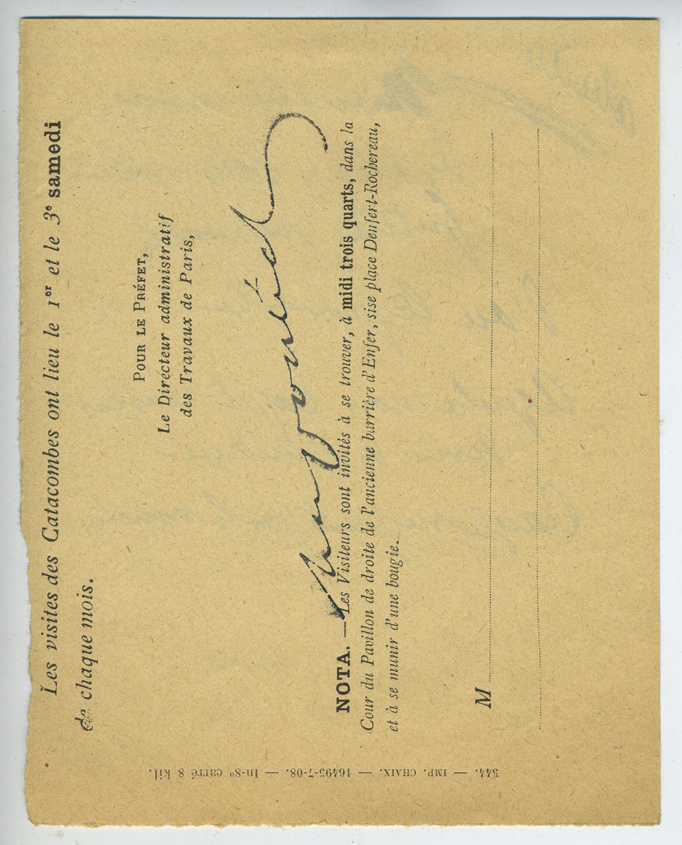 Les visites des Catacombes ont lieu le 1er et le 3e samedi
de chaque mois.
POUR LE PRÉFET,
Le Directeur administratif
des Travaux de Paris,
NOTA. — Les Visiteurs sont invités à se trouver, à midi trois quarts, dans la
Cour du Pavillon de droite de l'ancienne barrière d'Enfer, sise place Denfert-Rochereau,
et à se munir d'une bougie.
M
544. — IMP. CHAIX. — 16495-7-08. — In-8º carré 8 kil.